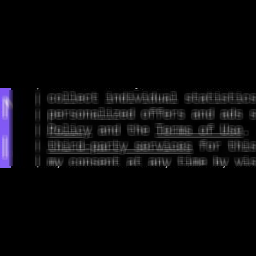 collect individual statistics
personalized offers and ads
Policy and the Terms of Use.
third-party services for this
my consent at any time by